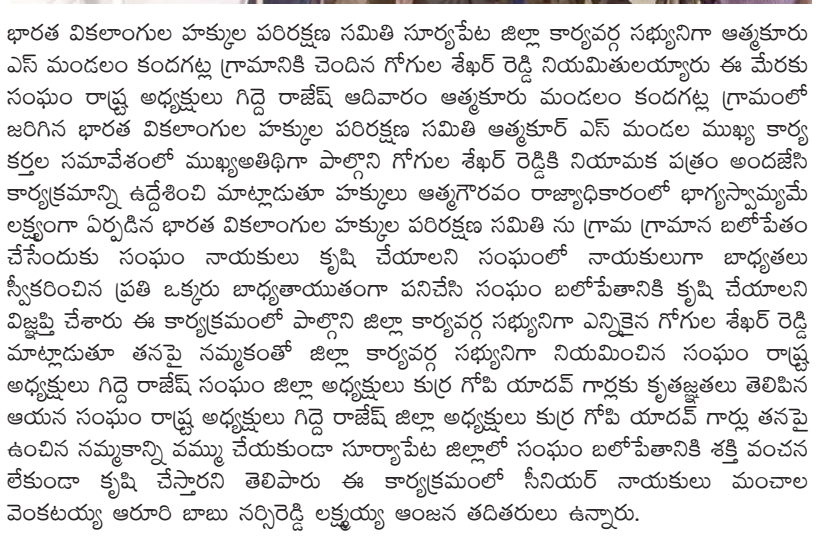 భారత వికలాంగుల హక్కుల పరిరక్షణ సమితి సూర్యపేట జిల్లా కార్యవర్గ సభ్యునిగా ఆత్మకూరు
ఎస్ మండలం కందగట్ల గ్రామానికి చెందిన గోగుల శేఖర్ రెడ్డి నియమితులయ్యారు ఈ మేరకు
సంఘం రాష్ట్ర అధ్యక్షులు గిద్దె రాజేష్ ఆదివారం ఆత్మకూరు మండలం కందగట్ల గ్రామంలో
జరిగిన భారత వికలాంగుల హక్కుల పరిరక్షణ సమితి ఆత్మకూర్ ఎస్ మండల ముఖ్య కార్య
కర్తల సమావేశంలో ముఖ్యఅతిథిగా పాల్గొని గోగుల శేఖర్ రెడ్డికి నియామక పత్రం అందజేసి
కార్యక్రమాన్ని ఉద్దేశించి మాట్లాడుతూ హక్కులు ఆత్మగౌరవం రాజ్యాధికారంలో భాగ్యస్వామ్యమే
లక్ష్యంగా ఏర్పడిన భారత వికలాంగుల హక్కుల పరిరక్షణ సమితి ను గ్రామ గ్రామాన బలోపేతం
చేసేందుకు సంఘం నాయకులు కృషి చేయాలని సంఘంలో నాయకులుగా బాధ్యతలు
స్వీకరించిన ప్రతి ఒక్కరు బాధ్యతాయుతంగా పనిచేసి సంఘం బలోపేతానికి కృషి చేయాలని
విజ్ఞప్తి చేశారు ఈ కార్యక్రమంలో పాల్గొని జిల్లా కార్యవర్గ సభ్యునిగా ఎన్నికైన గోగుల శేఖర్ రెడ్డి
మాట్లాడుతూ తనపై నమ్మకంతో జిల్లా కార్యవర్గ సభ్యునిగా నియమించిన సంఘం రాష్ట్ర
అధ్యక్షులు గిద్దె రాజేష్ సంఘం జిల్లా అధ్యక్షులు కుర్ర గోపి యాదవ్ గార్లకు కృతజ్ఞతలు తెలిపిన
ఆయన సంఘం రాష్ట్ర అధ్యక్షులు గిద్దె రాజేష్ జిల్లా అధ్యక్షులు కుర్ర గోపి యాదవ్ గార్లు తనపై
ఉంచిన నమ్మకాన్ని వమ్ము చేయకుండా సూర్యాపేట జిల్లాలో సంఘం బలోపేతానికి శక్తి వంచన
లేకుండా కృషి చేస్తారని తెలిపారు ఈ కార్యక్రమంలో సీనియర్ నాయకులు మంచాల
వెంకటయ్య ఆరూరి బాబు నర్సిరెడ్డి లక్ష్మయ్య ఆంజన తదితరులు ఉన్నారు.